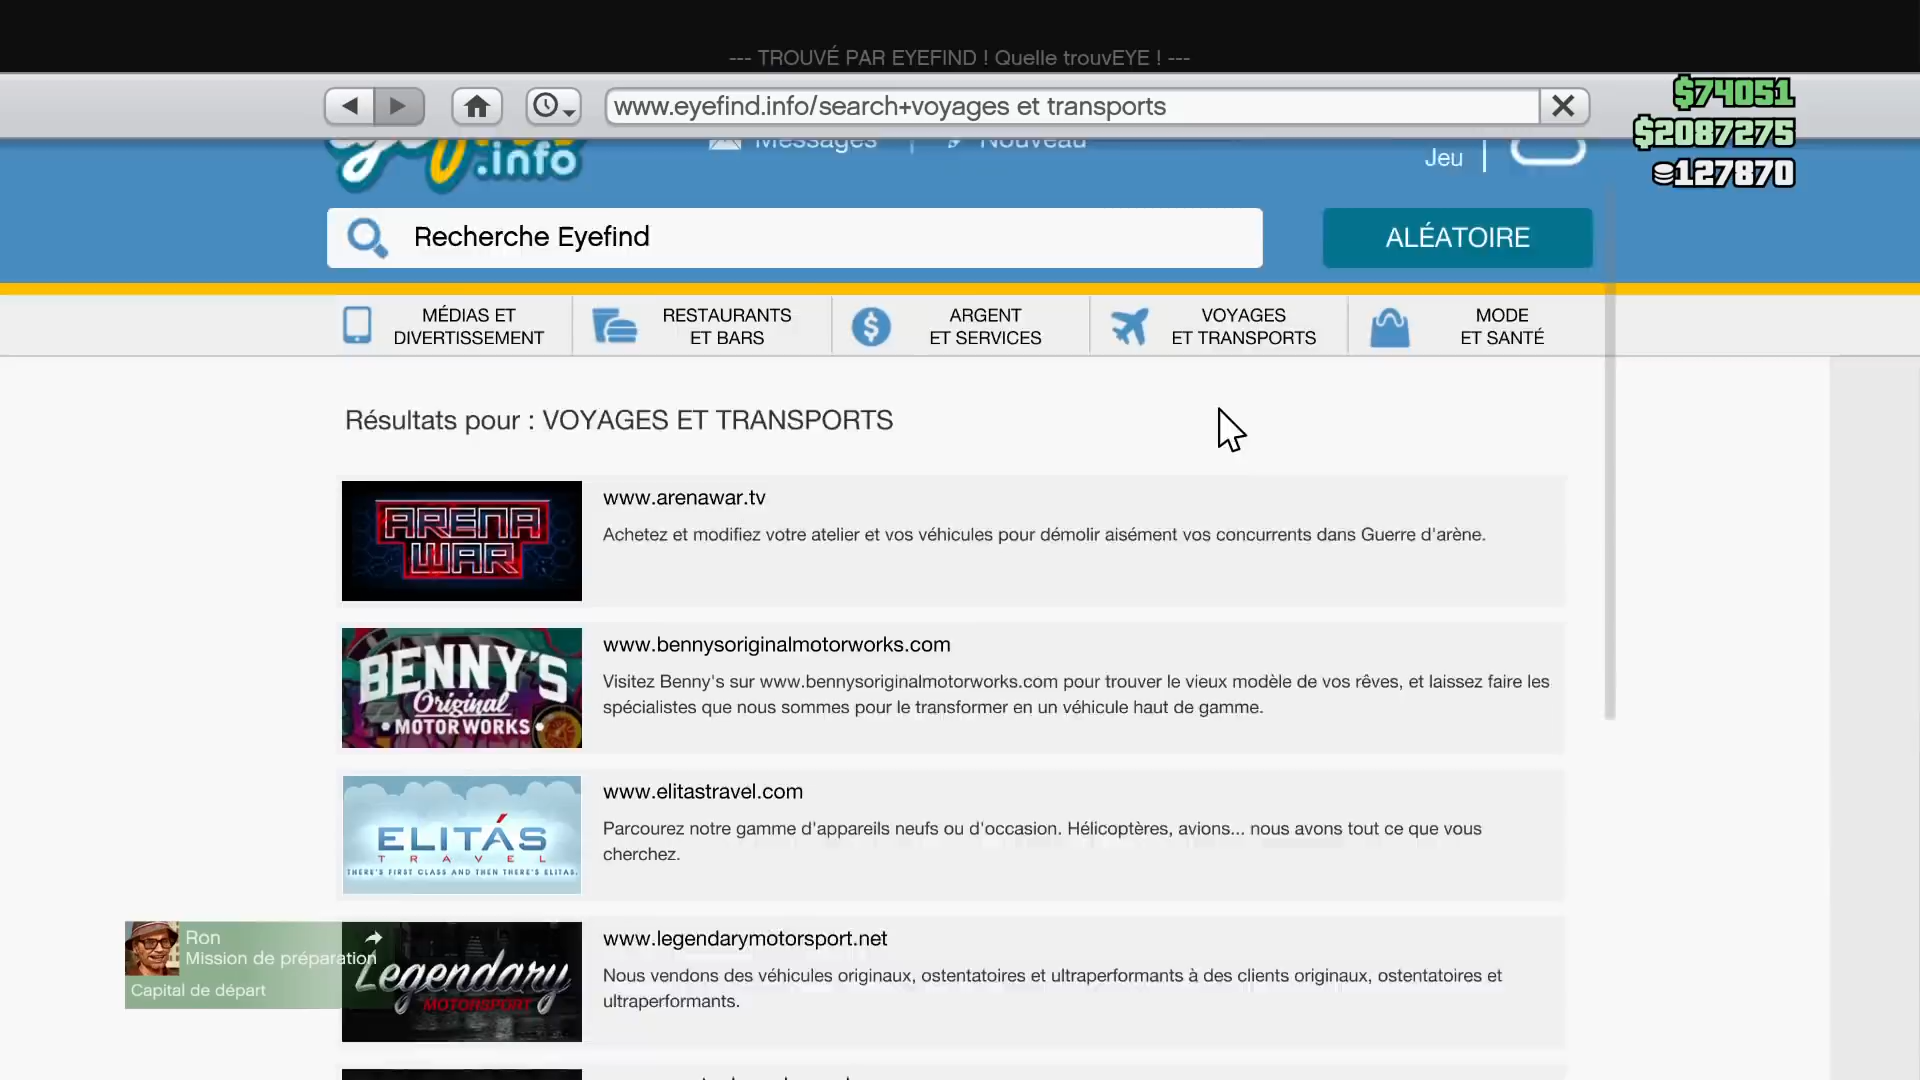 --- TROUVÉ PAR EYEFIND ! Quelle trouvEYE ! ---
www.eyefind.info/search+voyages et transports
$74051
$2087275
127870
.info
Messages
Nouveau
Jeu
Recherche Eyefind
ALÉATOIRE
MÉDIAS ET
DIVERTISSEMENT
RESTAURANTS
ET BARS
ARGENT
ET SERVICES
VOYAGES
ET TRANSPORTS
MODE
ET SANTÉ
Résultats pour : VOYAGES ET TRANSPORTS
ARENA
WAR
www.arenawar.tv
Achetez et modifiez votre atelier et vos véhicules pour démolir aisément vos concurrents dans Guerre d'arène.
BENNY'S
Original
MOTOR WORKS
www.bennysoriginalmotorworks.com
Visitez Benny's sur www.bennysoriginalmotorworks.com pour trouver le vieux modèle de vos rêves, et laissez faire les
spécialistes que nous sommes pour le transformer en un véhicule haut de gamme.
ELITÁS
TRAVEL
THERE'S FIRST CLASS AND THEN THERE'S ELITAS.
www.elitastravel.com
Parcourez notre gamme d'appareils neufs ou d'occasion. Hélicoptères, avions... nous avons tout ce que vous
cherchez.
Ron
Mission de préparation
Capital de départ
Legendary
MOTORSPORT
www.legendarymotorsport.net
Nous vendons des véhicules originaux, ostentatoires et ultraperformants à des clients originaux, ostentatoires et
ultraperformants.